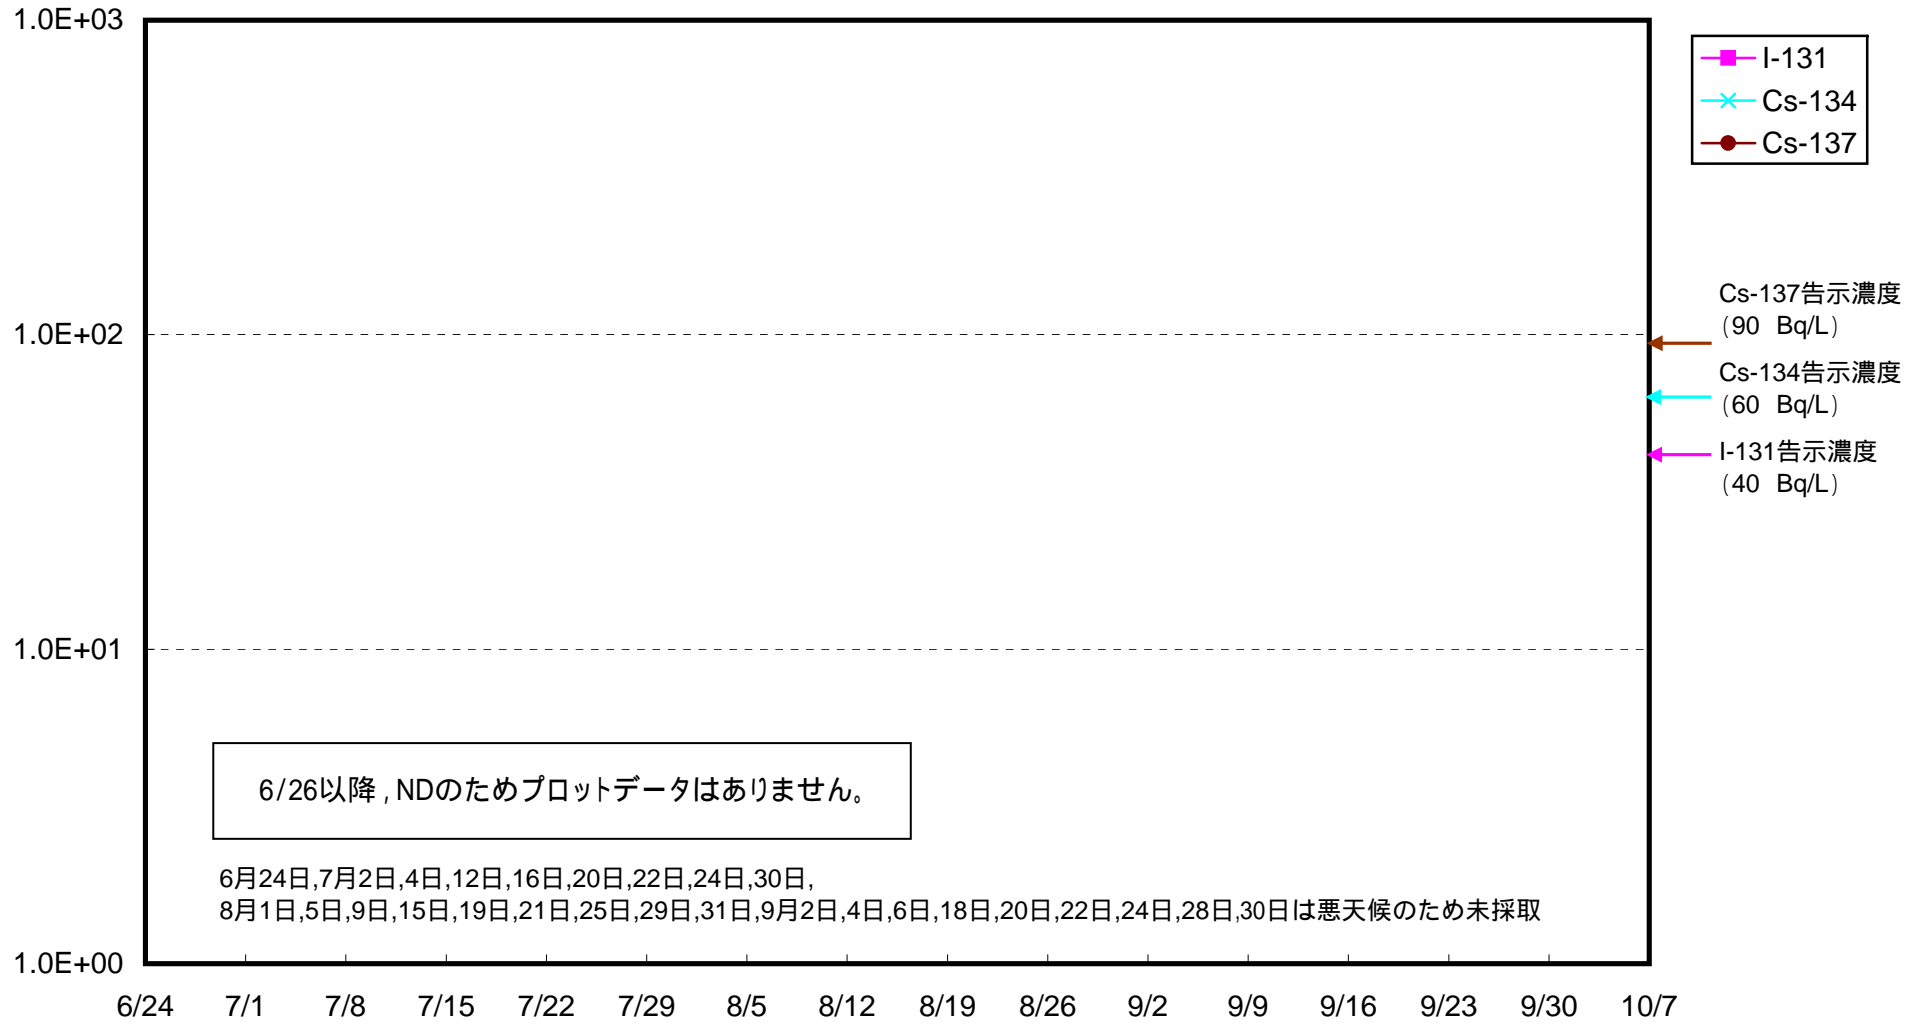 1.0E+03
1.0E+02
1.0E+01
1.0E+00
I-131
Cs-134
Cs-137
Cs-137告示濃度
(90 Bq/L)
Cs-134告示濃度
(60 Bq/L)
I-131告示濃度
(40 Bq/L)
6/26以降,NDのためプロットデータはありません。
6月24日,7月2日,4日,12日,16日,20日,22日,24日,30日,
8月1日,5日,9日,15日,19日,21日,25日,29日,31日,9月2日,4日,6日,18日,20日,22日,24日,28日,30日は悪天候のため未採取
6/24 7/1 7/8 7/15 7/22 7/29 8/5 8/12 8/19 8/26 9/2 9/9 9/16 9/23 9/30 10/7